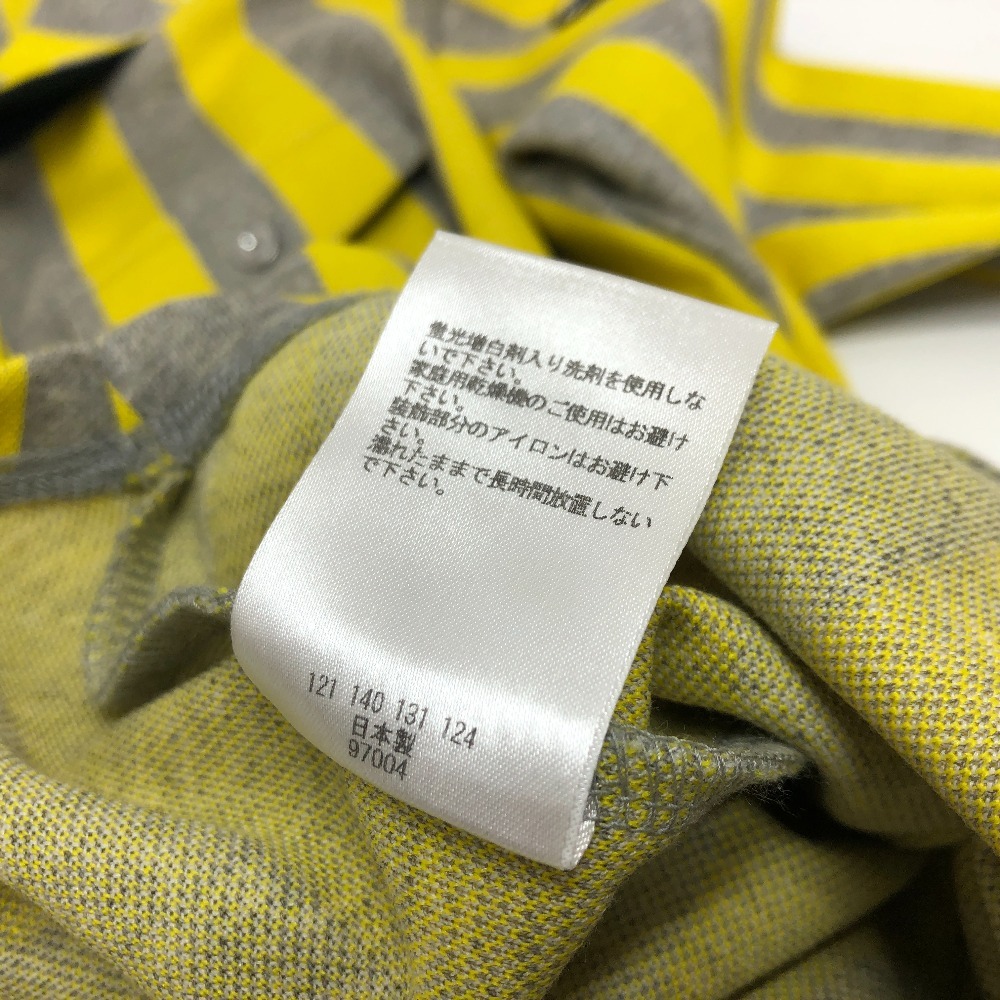 蛍光増白剤入り洗剤を使用しな
いで下さい。
家庭用乾燥機のご使用はお避け
下さい。
装飾部分のアイロンはお避け下
さい。
濡れたままで長時間放置しない
で下さい。
121 140 131 124
日本製
97004